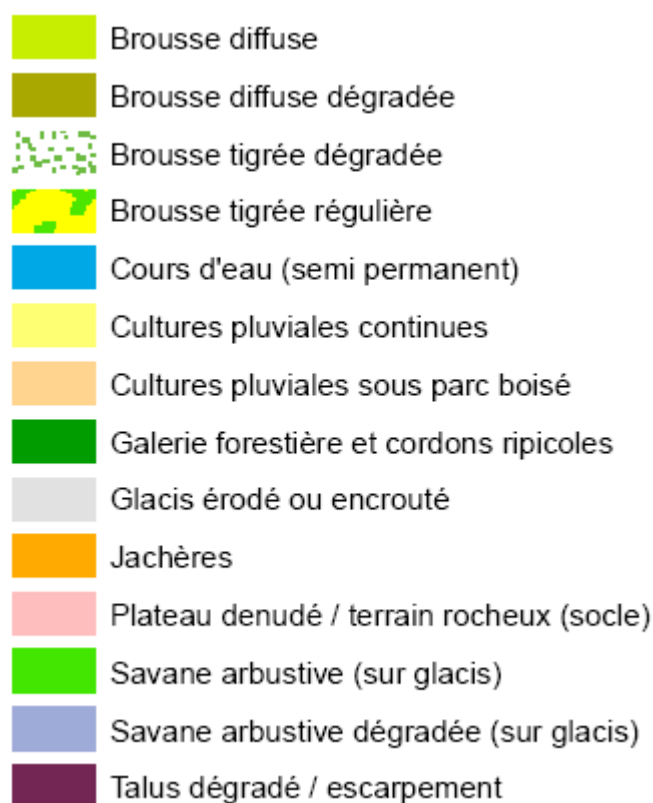 Brousse diffuse
Brousse diffuse dégradée
Brousse tigrée dégradée
Brousse tigrée régulière
Cours d'eau (semi permanent)
Cultures pluviales continues
Cultures pluviales sous parc boisé
Galerie forestière et cordons ripicoles
Glacis érodé ou encrouté
Jachères
Plateau denudé / terrain rocheux (socle)
Savane arbustive (sur glacis)
Savane arbustive dégradée (sur glacis)
Talus dégradé / escarpement